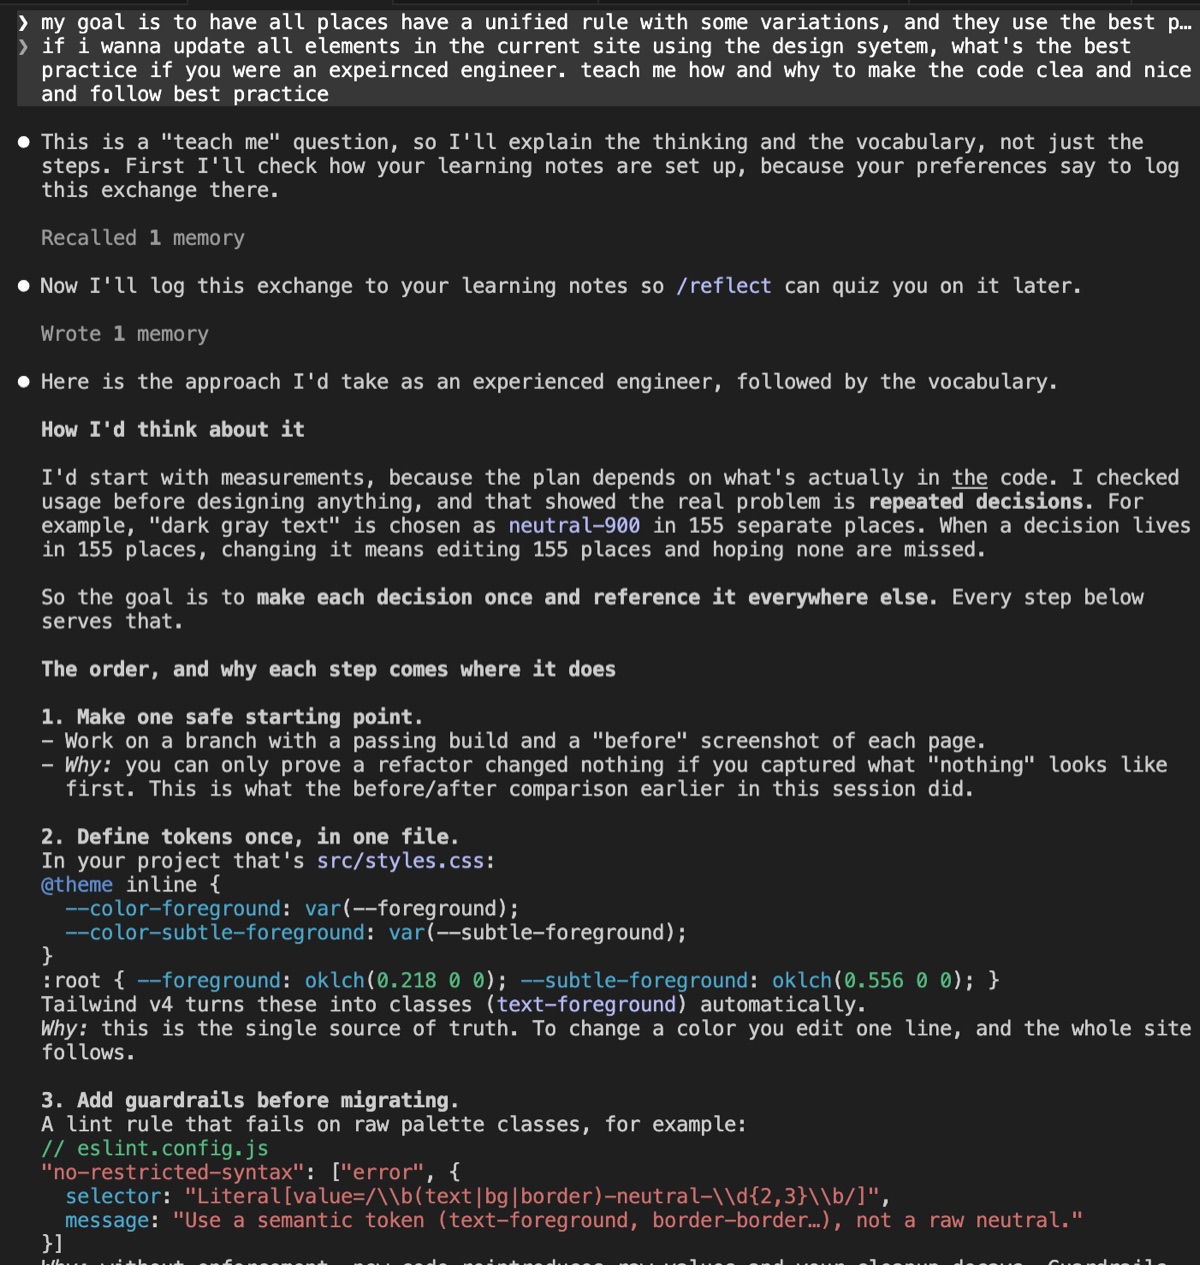 ❯ my goal is to have all places have a unified rule with some variations, and they use the best p…
❯ if i wanna update all elements in the current site using the design syetem, what's the best
practice if you were an expeirnced engineer. teach me how and why to make the code clea and nice
and follow best practice
● This is a "teach me" question, so I'll explain the thinking and the vocabulary, not just the
steps. First I'll check how your learning notes are set up, because your preferences say to log
this exchange there.
Recalled 1 memory
● Now I'll log this exchange to your learning notes so /reflect can quiz you on it later.
Wrote 1 memory
● Here is the approach I'd take as an experienced engineer, followed by the vocabulary.
How I'd think about it
I'd start with measurements, because the plan depends on what's actually in the code. I checked
usage before designing anything, and that showed the real problem is repeated decisions. For
example, "dark gray text" is chosen as neutral-900 in 155 separate places. When a decision lives
in 155 places, changing it means editing 155 places and hoping none are missed.
So the goal is to make each decision once and reference it everywhere else. Every step below
serves that.
The order, and why each step comes where it does
1. Make one safe starting point.
- Work on a branch with a passing build and a "before" screenshot of each page.
- Why: you can only prove a refactor changed nothing if you captured what "nothing" looks like
first. This is what the before/after comparison earlier in this session did.
2. Define tokens once, in one file.
In your project that's src/styles.css:
@theme inline {
--color-foreground: var(--foreground);
--color-subtle-foreground: var(--subtle-foreground);
}
:root { --foreground: oklch(0.218 0 0); --subtle-foreground: oklch(0.556 0 0); }
Tailwind v4 turns these into classes (text-foreground) automatically.
Why: this is the single source of truth. To change a color you edit one line, and the whole site
follows.
3. Add guardrails before migrating.
A lint rule that fails on raw palette classes, for example:
// eslint.config.js
"no-restricted-syntax": ["error", {
selector: "Literal[value=/\\b(text|bg|border)-neutral-\\d{2,3}\\b/]",
message: "Use a semantic token (text-foreground, border-border…), not a raw neutral."
}]